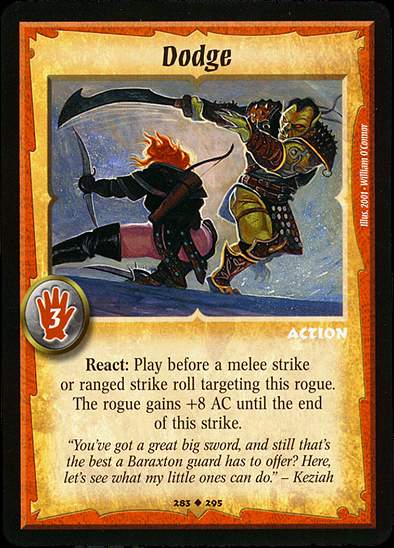 Dodge
Illus. 2001 • William O'Connor
ACTION
3
React: Play before a melee strike
or ranged strike roll targeting this rogue.
The rogue gains +8 AC until the end
of this strike.
"You've got a great big sword, and still that's
the best a Baraxton guard has to offer? Here,
let's see what my little ones can do." – Keziah
283 ◆ 295